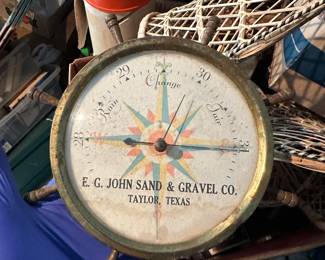 Rain Change Fair
28 29 30 31
E. G. JOHN SAND & GRAVEL CO.
TAYLOR, TEXAS